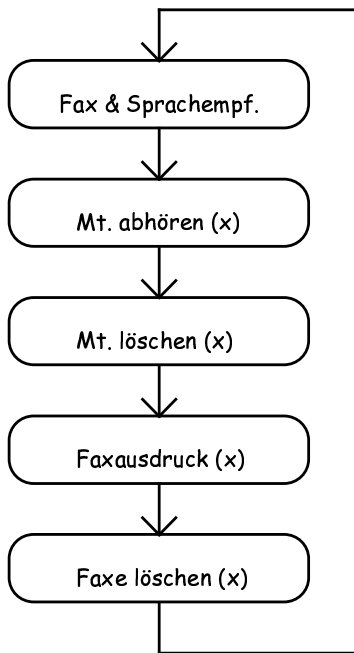 Fax & Sprachempf.
Mt. abhören (x)
Mt. löschen (x)
Faxausdruck (x)
Faxe löschen (x)